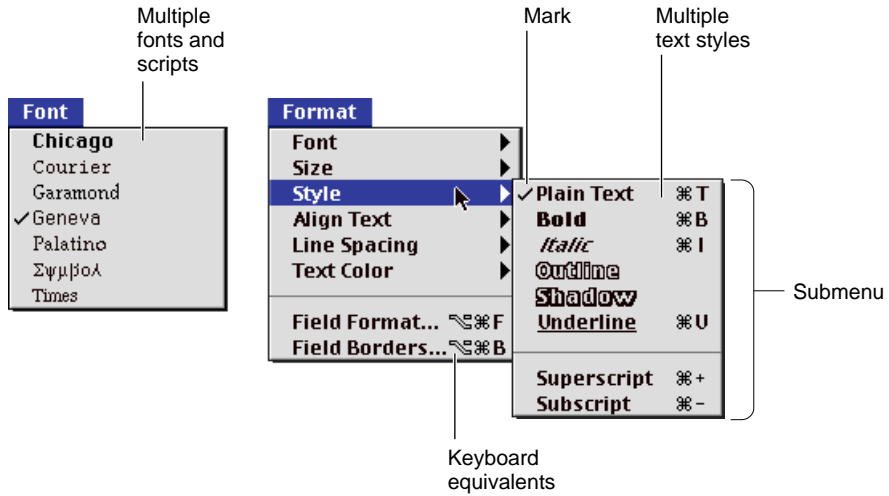 Multiple
fonts and
scripts
Mark
Multiple
text styles
Font
Chicago
Courier
Garamond
✓Geneva
Palatino
Σψμβολ
Times
Format
Font
Size
Style
Align Text
Line Spacing
Text Color
Field Format... ⌥⌘F
Field Borders... ⌥⌘B
✓Plain Text ⌘T
Bold ⌘B
Italic ⌘I
Outline
Shadow
Underline ⌘U
Superscript ⌘+
Subscript ⌘-
Submenu
Keyboard
equivalents